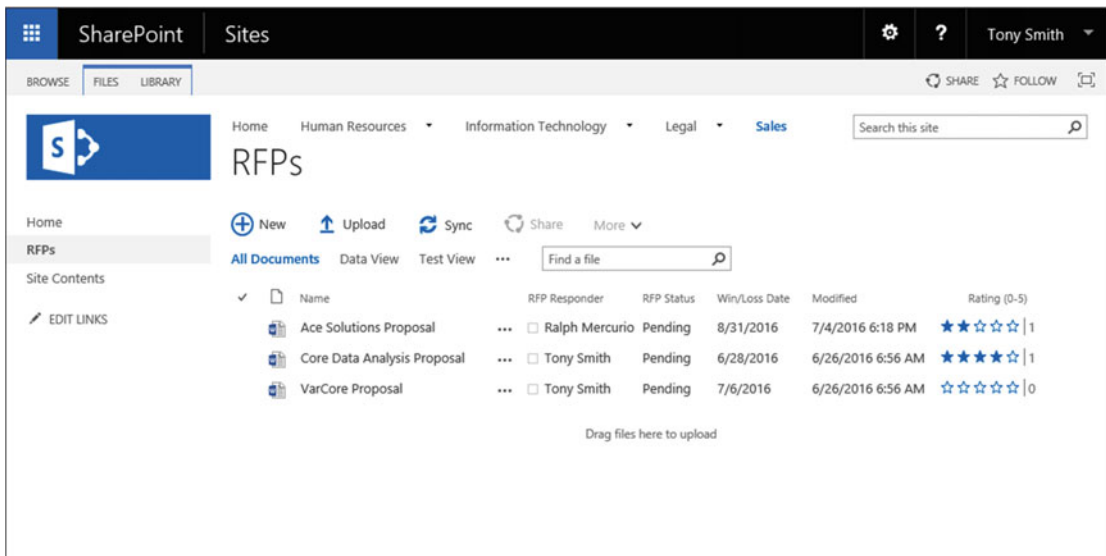 SharePoint Sites Tony Smith
BROWSE FILES LIBRARY SHARE FOLLOW
S
Home Human Resources Information Technology Legal Sales Search this site
RFPs
Home
RFPs
Site Contents
EDIT LINKS
New Upload Sync Share More
All Documents Data View Test View ... Find a file
Name RFP Responder RFP Status Win/Loss Date Modified Rating (0-5)
Ace Solutions Proposal ... Ralph Mercurio Pending 8/31/2016 7/4/2016 6:18 PM 1
Core Data Analysis Proposal ... Tony Smith Pending 6/28/2016 6/26/2016 6:56 AM 1
VarCore Proposal ... Tony Smith Pending 7/6/2016 6/26/2016 6:56 AM 0
Drag files here to upload